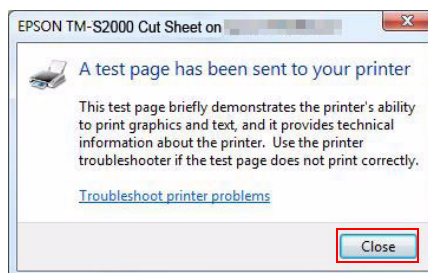 EPSON TM-S2000 Cut Sheet on
A test page has been sent to your printer
This test page briefly demonstrates the printer's ability
to print graphics and text, and it provides technical
information about the printer. Use the printer
troubleshooter if the test page does not print correctly.
Troubleshoot printer problems
Close